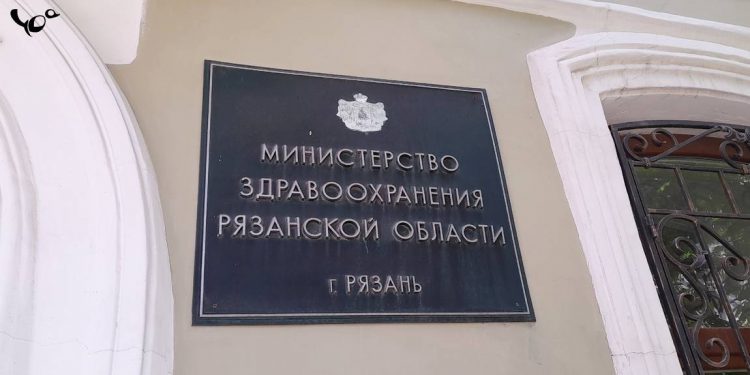 МИНИСТЕРСТВО
ЗДРАВООХРАНЕНИЯ
РЯЗАНСКОЙ ОБЛАСТИ
г. РЯЗАНЬ